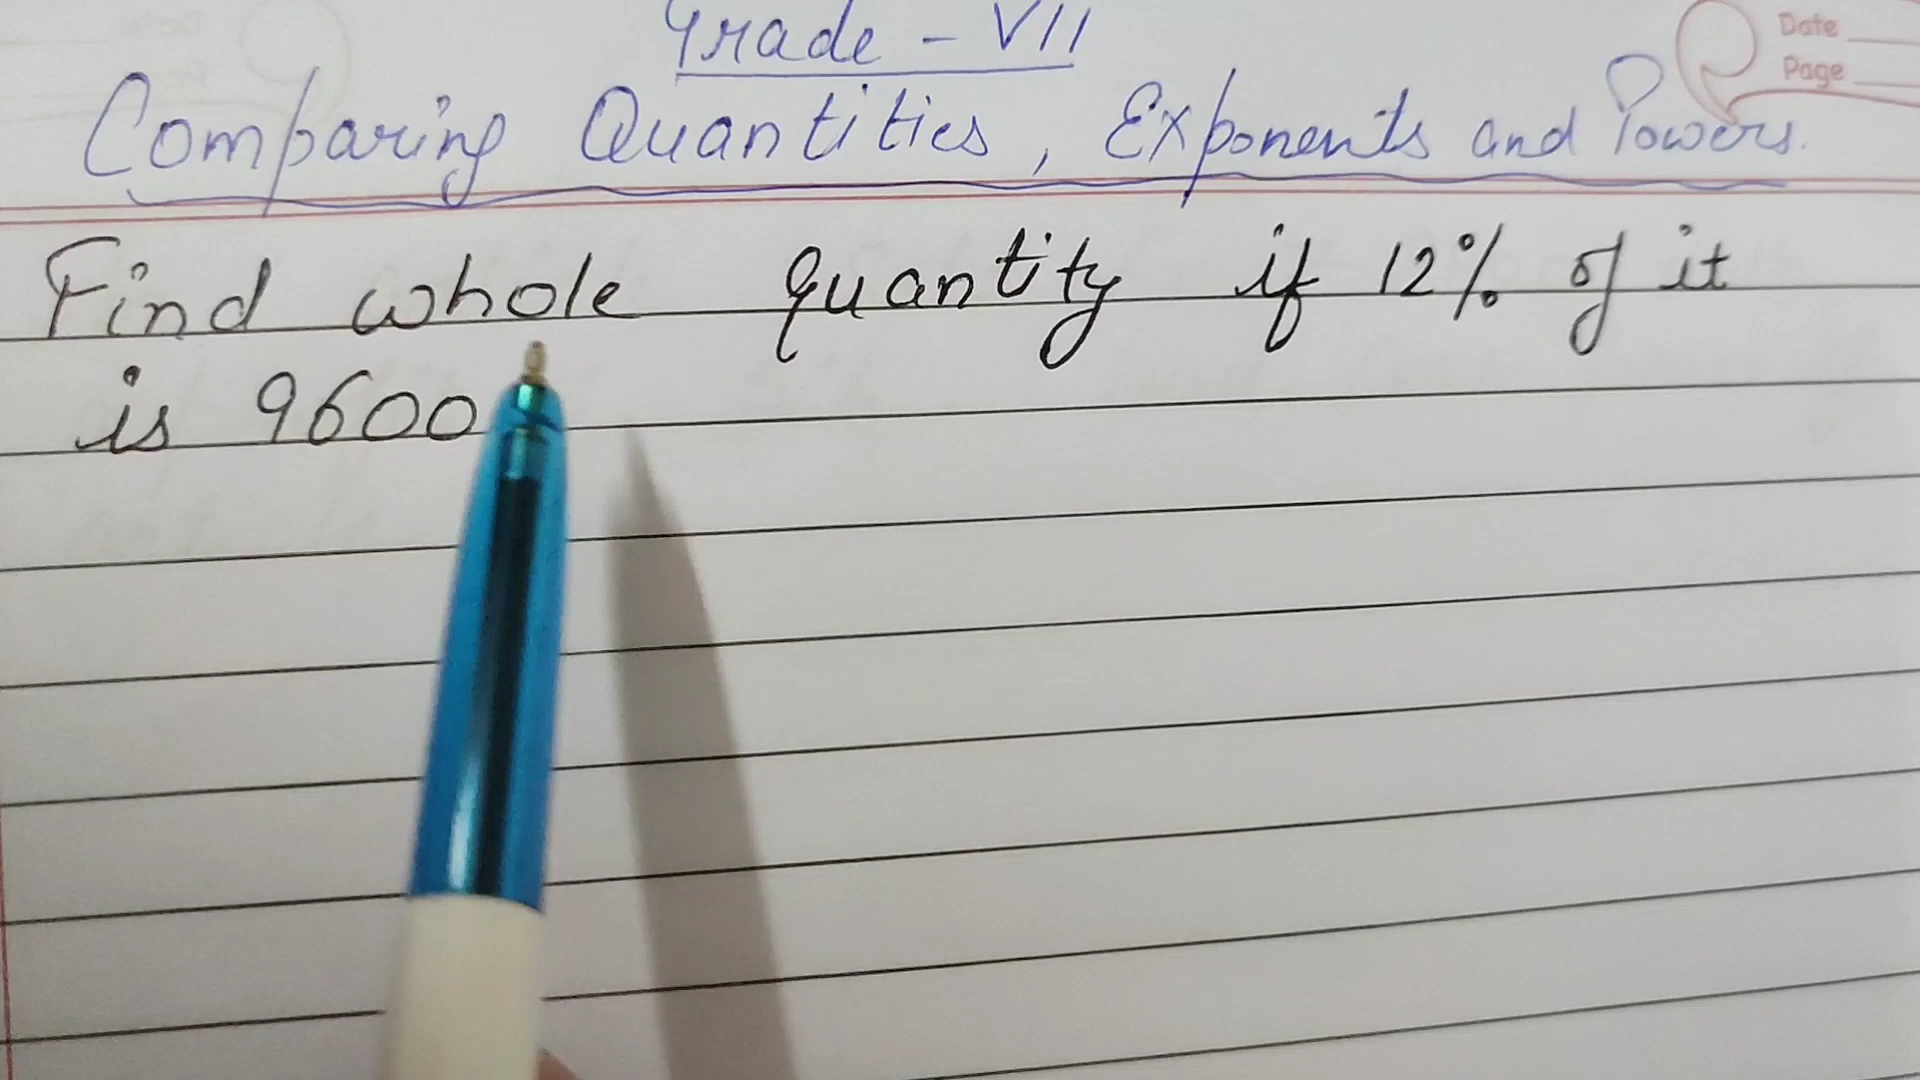 Grade - VII
Date
Page
Comparing Quantities, Exponents and Powers.
Find whole quantity if 12% of it
is 9600